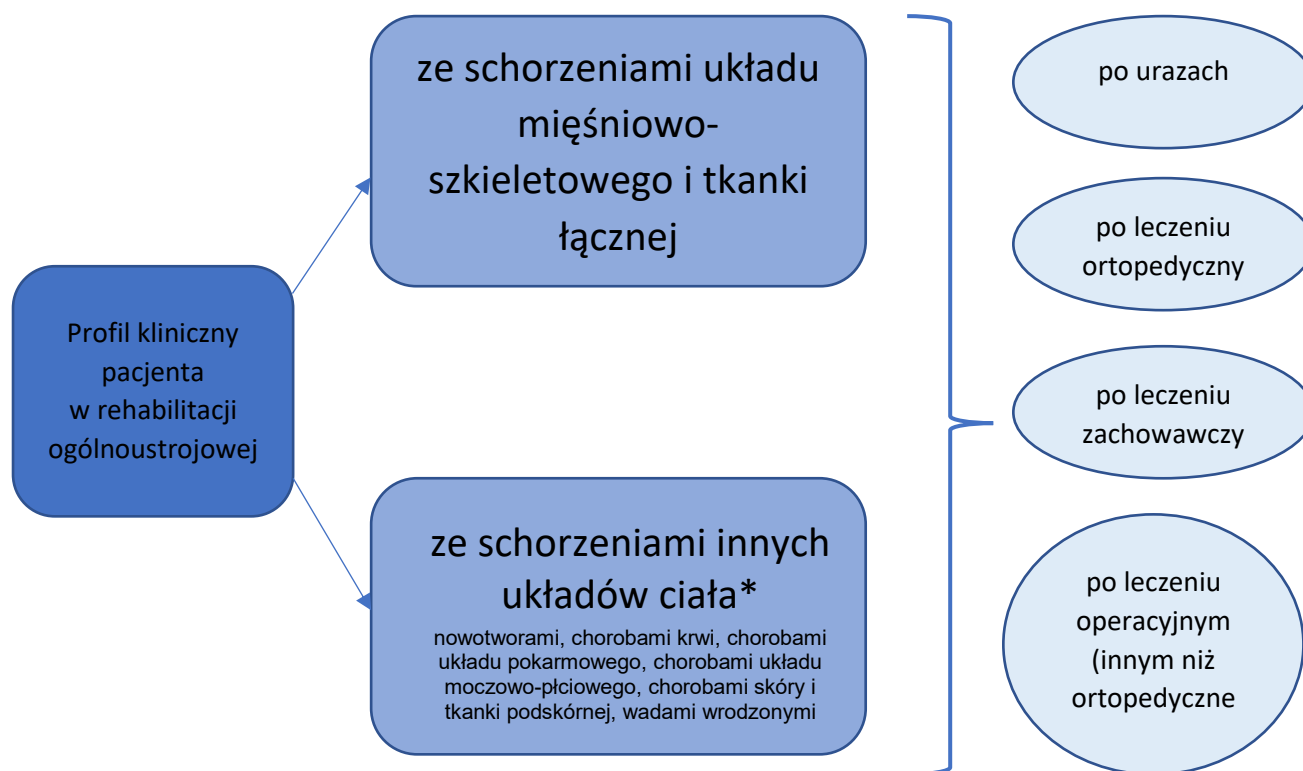 Profil kliniczny
pacjenta
w rehabilitacji
ogólnoustrojowej
ze schorzeniami układu
mięśniowo-
szkieletowego i tkanki
łącznej
ze schorzeniami innych
układów ciała*
nowotworami, chorobami krwi, chorobami
układu pokarmowego, chorobami układu
moczowo-płciowego, chorobami skóry i
tkanki podskórnej, wadami wrodzonymi
po urazach
po leczeniu
ortopedyczny
po leczeniu
zachowawczy
po leczeniu
operacyjnym
(innym niż
ortopedyczne